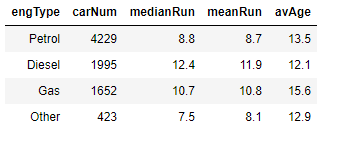 engType carNum medianRun meanRun avAge
Petrol 4229 8.8 8.7 13.5
Diesel 1995 12.4 11.9 12.1
Gas 1652 10.7 10.8 15.6
Other 423 7.5 8.1 12.9